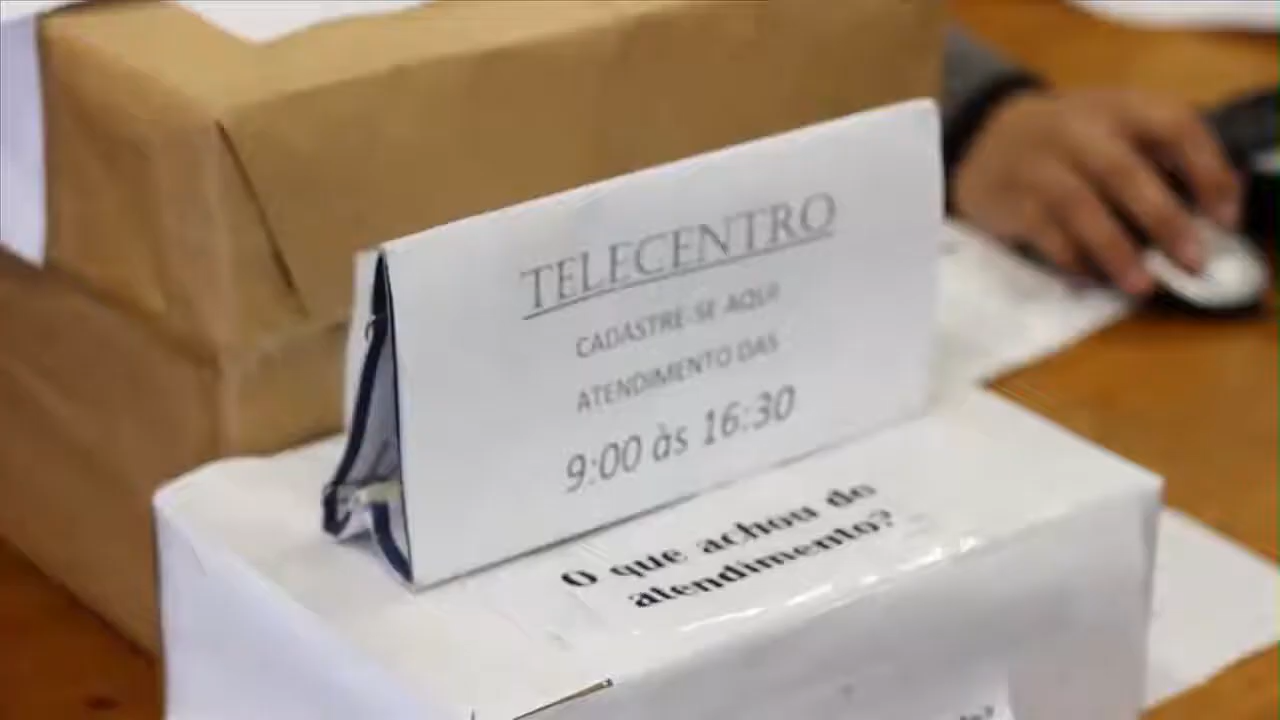 TELECENTRO
CADASTRE-SE AQUI
ATENDIMENTO DAS
9:00 às 16:30
O que achou do
atendimento?